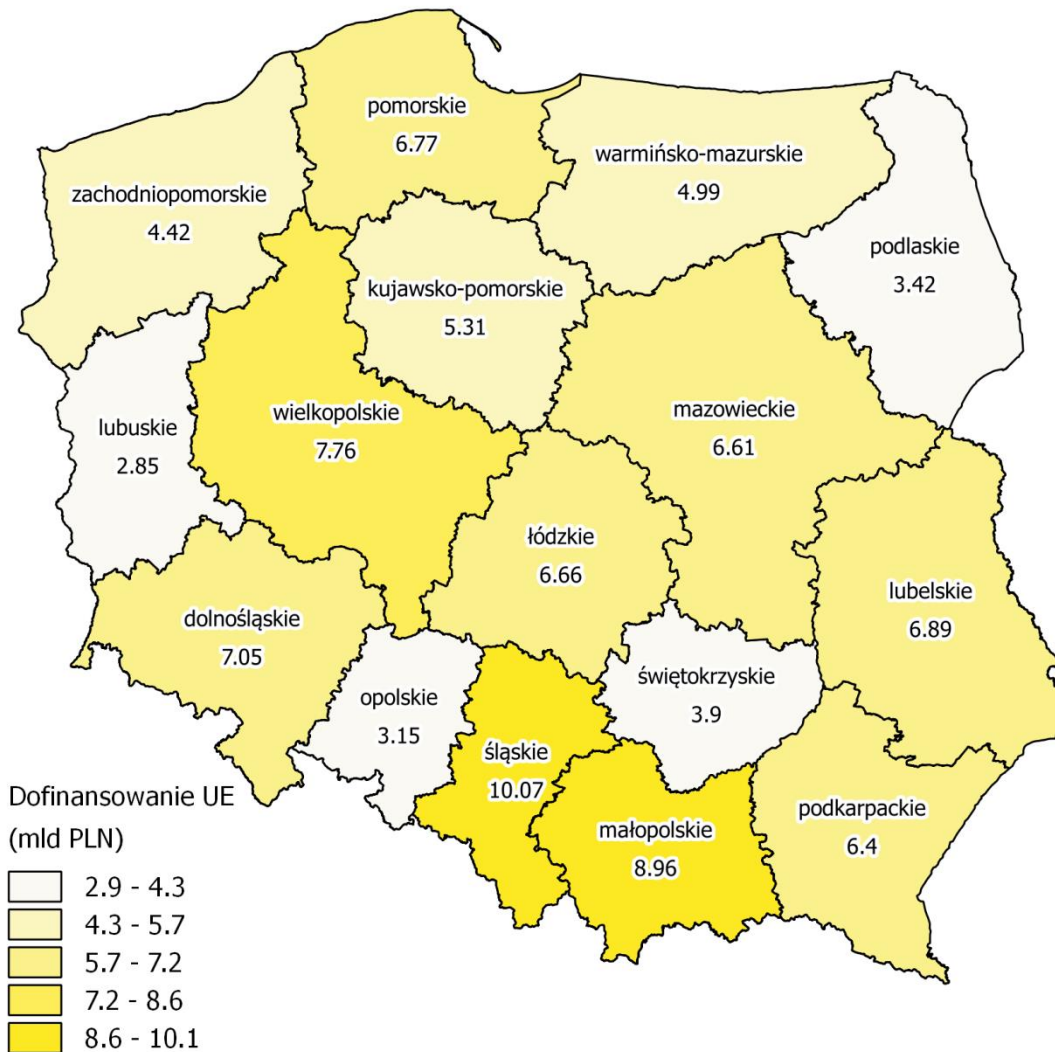 pomorskie
6.77
warmińsko-mazurskie
4.99
zachodniopomorskie
4.42
podlaskie
3.42
kujawsko-pomorskie
5.31
wielkopolskie
7.76
mazowieckie
6.61
lubuskie
2.85
łódzkie
6.66
lubelskie
6.89
dolnośląskie
7.05
świętokrzyskie
3.9
opolskie
3.15
śląskie
10.07
małopolskie
8.96
podkarpackie
6.4
Dofinansowanie UE
(mld PLN)
2.9 - 4.3
4.3 - 5.7
5.7 - 7.2
7.2 - 8.6
8.6 - 10.1